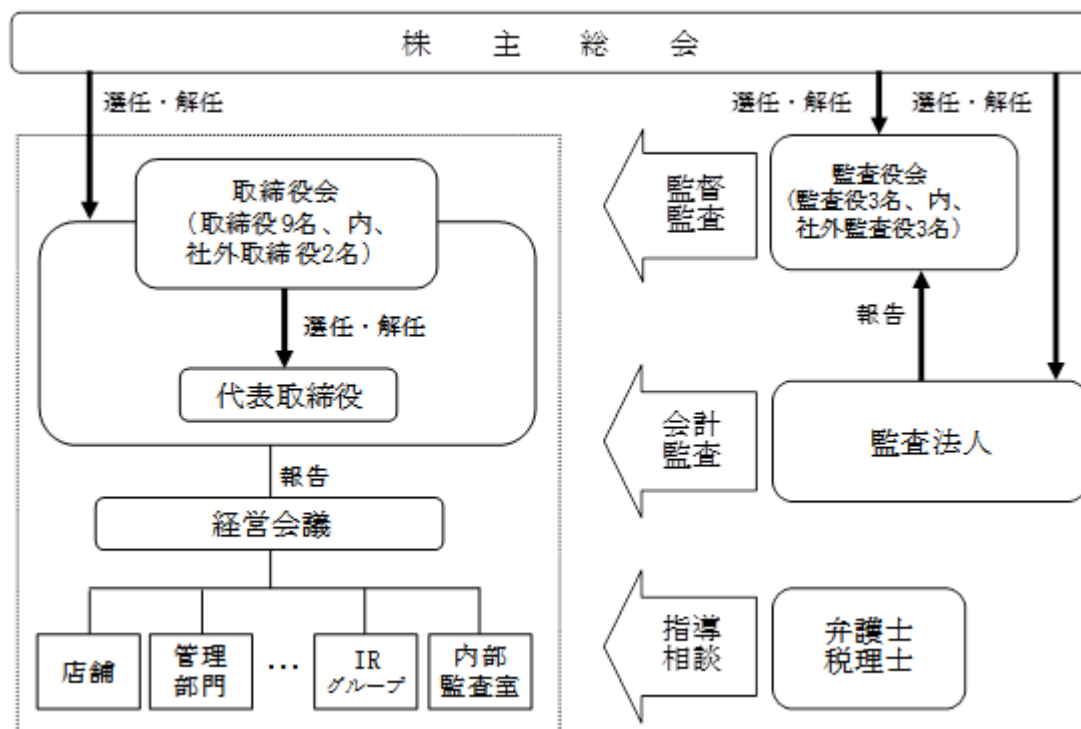 株主総会
選任・解任
選任・解任
選任・解任
取締役会
（取締役9名、内、
社外取締役2名）
監督
監査
監査役会
（監査役3名、内、
社外監査役3名）
選任・解任
報告
代表取締役
会計
監査
監査法人
報告
経営会議
店舗
管理
部門
…
IR
グループ
内部
監査室
指導
相談
弁護士
税理士